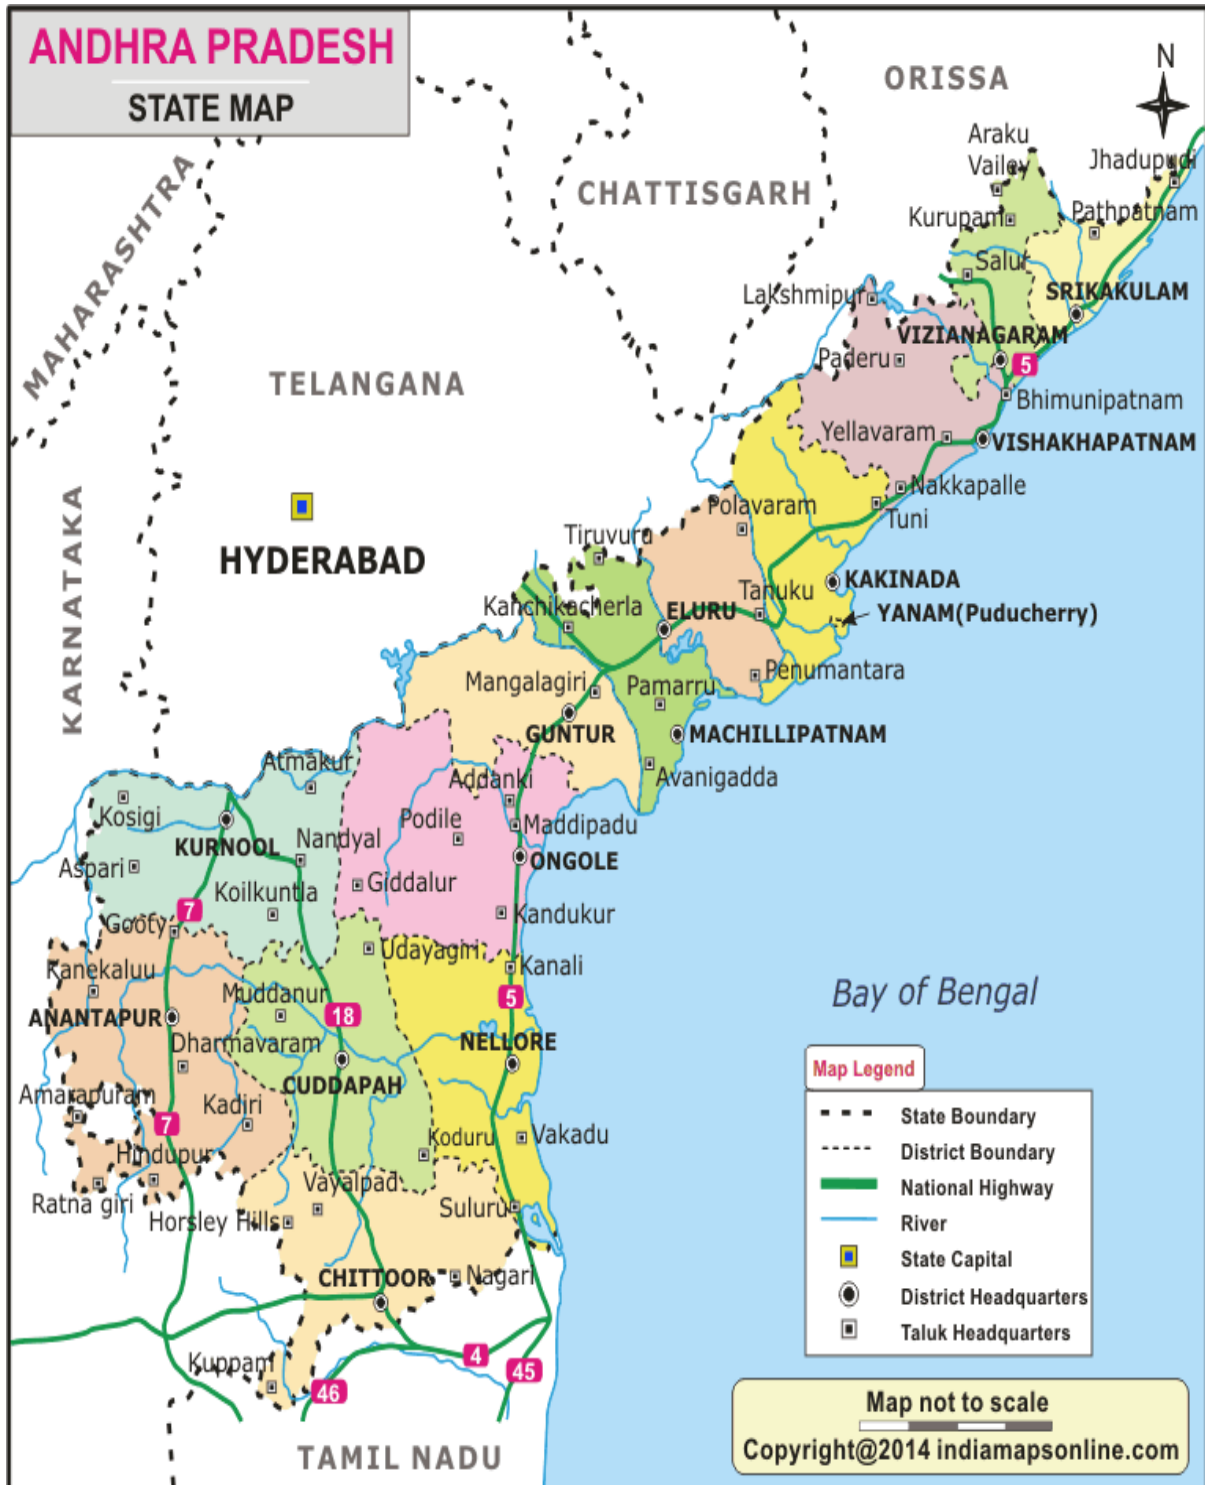 ANDHRA PRADESH
STATE MAP
N
ORISSA
MAHARASHTRA
CHATTISGARH
TELANGANA
KARNATAKA
HYDERABAD
Araku
Vailey
Jhadupudi
Kurupam
Pathpatnam
Salur
Lakshmipur
SRIKAKULAM
VIZIANAGARAM
Paderu
5
Bhimunipatnam
Yellavaram
VISHAKHAPATNAM
Nakkapalle
Polavaram
Tuni
Tiruvuru
KAKINADA
Tanuku
Kanchikacherla
ELURU
YANAM(Puducherry)
Mangalagiri
Penumantara
Pamarru
GUNTUR
MACHILLIPATNAM
Atmakur
Addanki
Avanigadda
Kosigi
Podile
Maddipadu
KURNOOL
Nandyal
ONGOLE
Aspari
Koilkuntla
Giddalur
7
Kandukur
Gooty
Udayagiri
Kanekaluu
Kanali
Muddanur
5
Bay of Bengal
ANANTAPUR
18
Dharmavaram
NELLORE
CUDDAPAH
Amarapuram
Kadiri
7
Koduru
Vakadu
Hindupur
Vayalpad
Ratna giri
Horsley Hills
Suluru
CHITTOOR
Nagari
Kuppam
4
45
46
TAMIL NADU
Map Legend
State Boundary
District Boundary
National Highway
River
State Capital
District Headquarters
Taluk Headquarters
Map not to scale
Copyright@2014 indiamapsonline.com